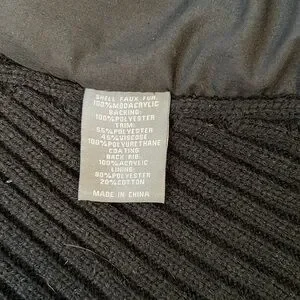 SHELL FAUX FUR
100%MODACRYLIC
BACKING
100%POLYESTER
TRIM:
55%POLYESTER
45%VISCOSE
100%POLYURETHANE
COATING
BACK RIB:
100%ACRYLIC
LINING:
80%POLYESTER
20%COTTON
MADE IN CHINA